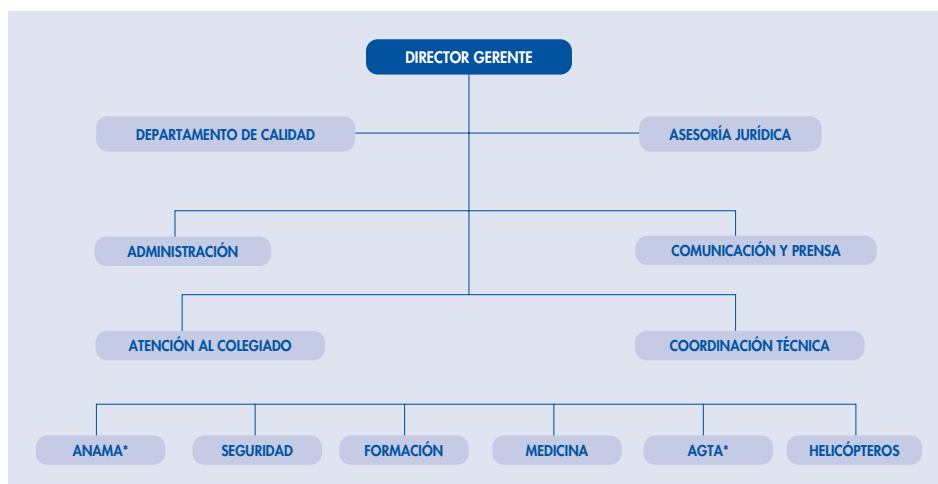 DIRECTOR GERENTE
DEPARTAMENTO DE CALIDAD
ASESORÍA JURÍDICA
ADMINISTRACIÓN
COMUNICACIÓN Y PRENSA
ATENCIÓN AL COLEGIADO
COORDINACIÓN TÉCNICA
ANAMA*
SEGURIDAD
FORMACIÓN
MEDICINA
AGTA*
HELICÓPTEROS